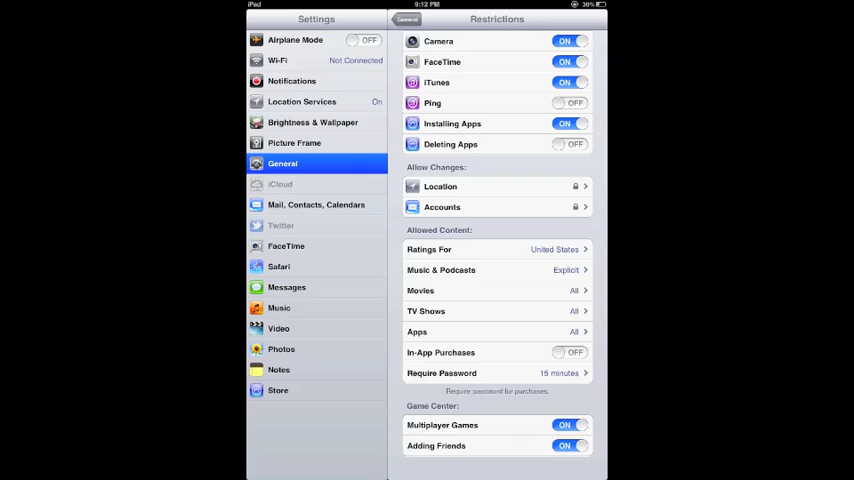 iPad 9:12 PM 30%
Settings
Airplane Mode OFF
Wi-Fi Not Connected
Notifications
Location Services On
Brightness & Wallpaper
Picture Frame
General
iCloud
Mail, Contacts, Calendars
Twitter
FaceTime
Safari
Messages
Music
Video
Photos
Notes
Store
General Restrictions
Camera ON
FaceTime ON
iTunes ON
Ping OFF
Installing Apps ON
Deleting Apps OFF
Allow Changes:
Location
Accounts
Allowed Content:
Ratings For United States
Music & Podcasts Explicit
Movies All
TV Shows All
Apps All
In-App Purchases OFF
Require Password 15 minutes
Require password for purchases.
Game Center:
Multiplayer Games ON
Adding Friends ON